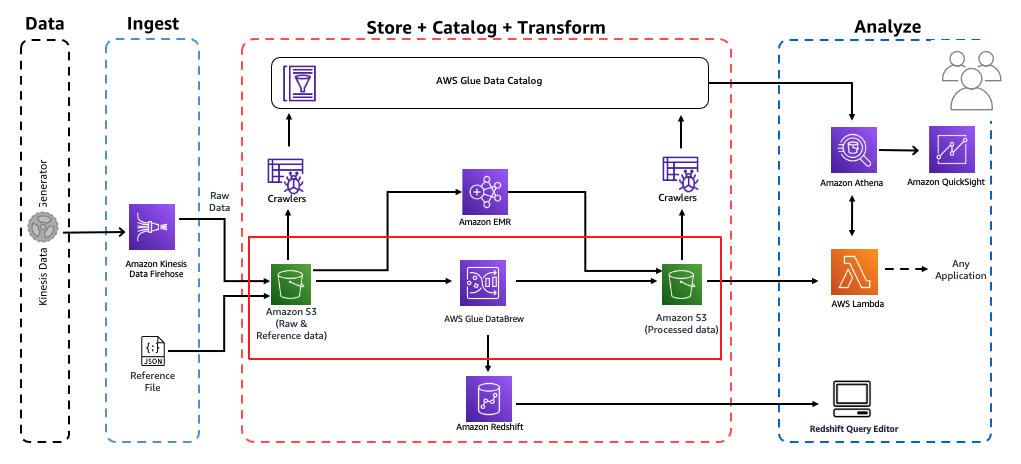 Data
Ingest
Store + Catalog + Transform
Analyze
AWS Glue Data Catalog
Kinesis Data Generator
Raw
Data
Amazon Kinesis
Data Firehose
{;}
JSON
Reference
File
Crawlers
Crawlers
Amazon EMR
Amazon S3
(Raw &
Reference data)
AWS Glue DataBrew
Amazon S3
(Processed data)
Amazon Redshift
Amazon Athena
Amazon QuickSight
AWS Lambda
Any
Application
Redshift Query Editor